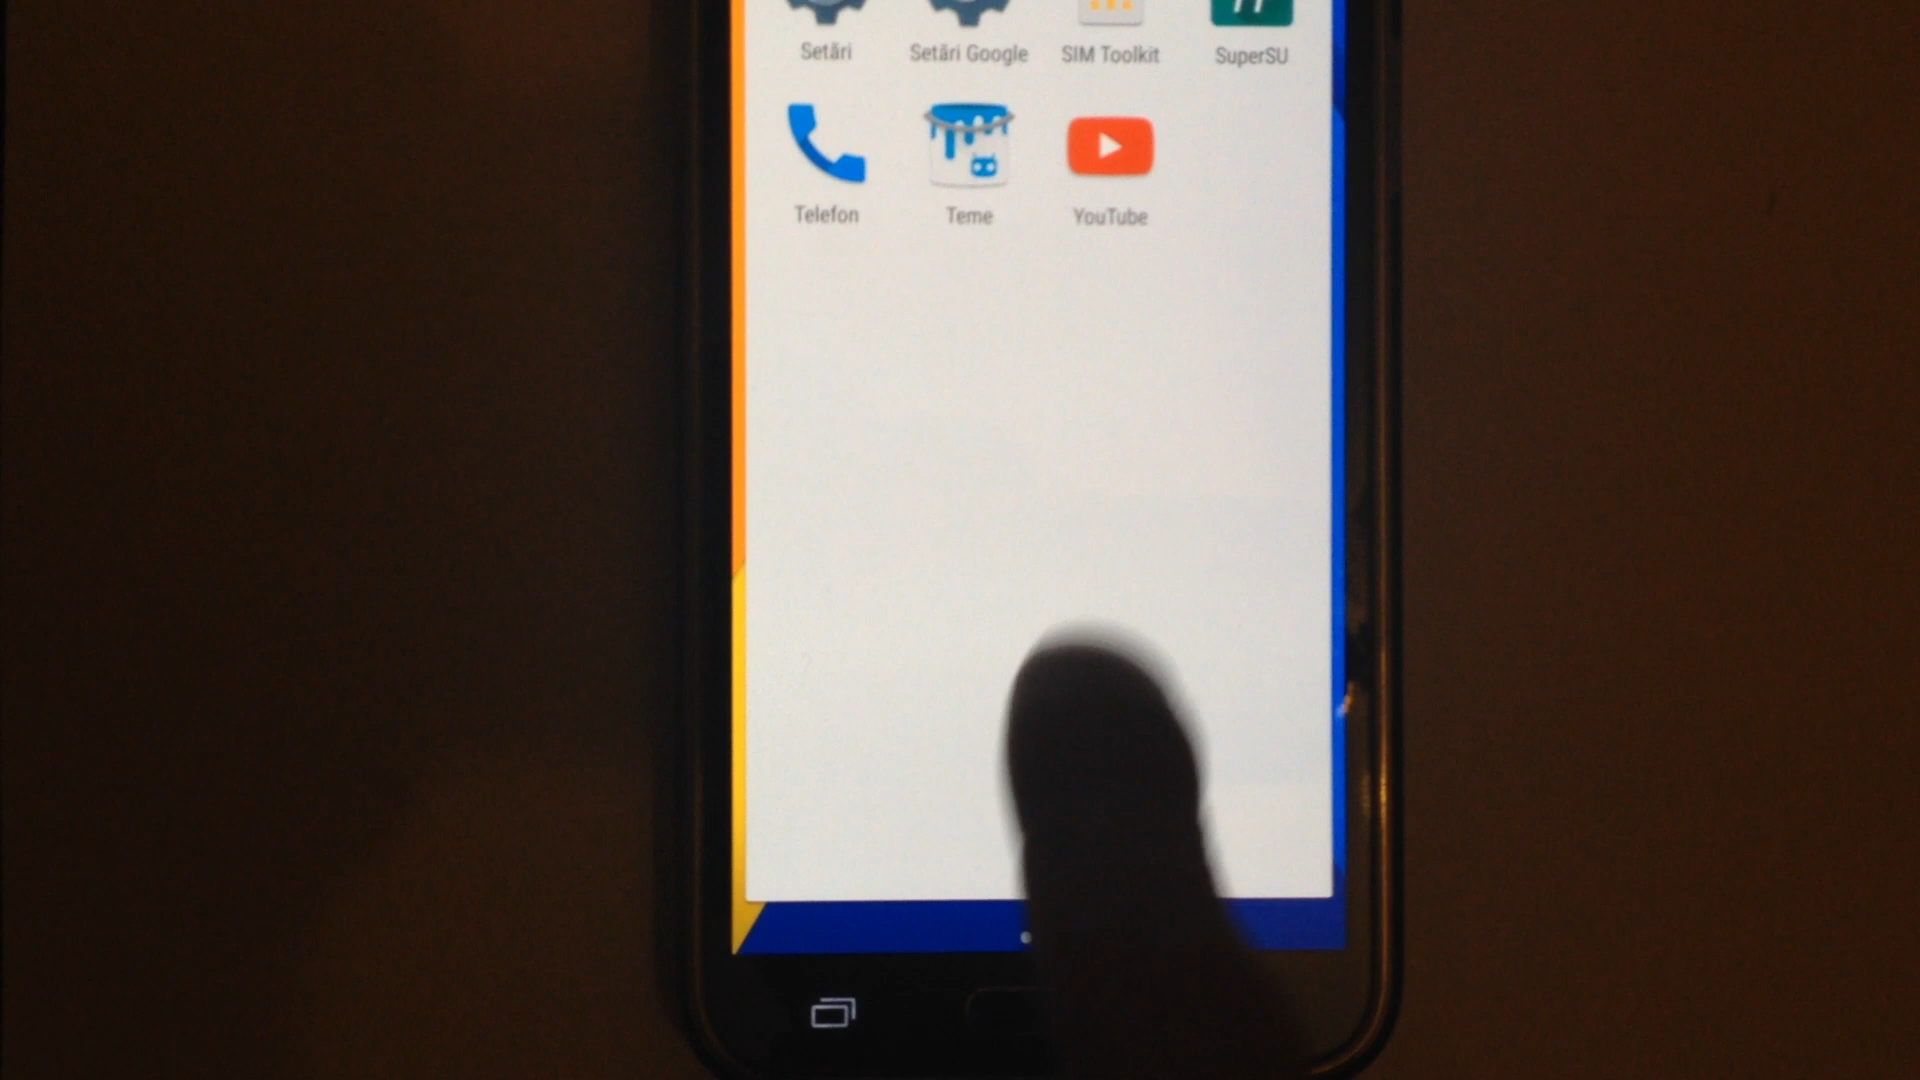 Setări
Setări Google
SIM Toolkit
SuperSU
Telefon
Teme
YouTube